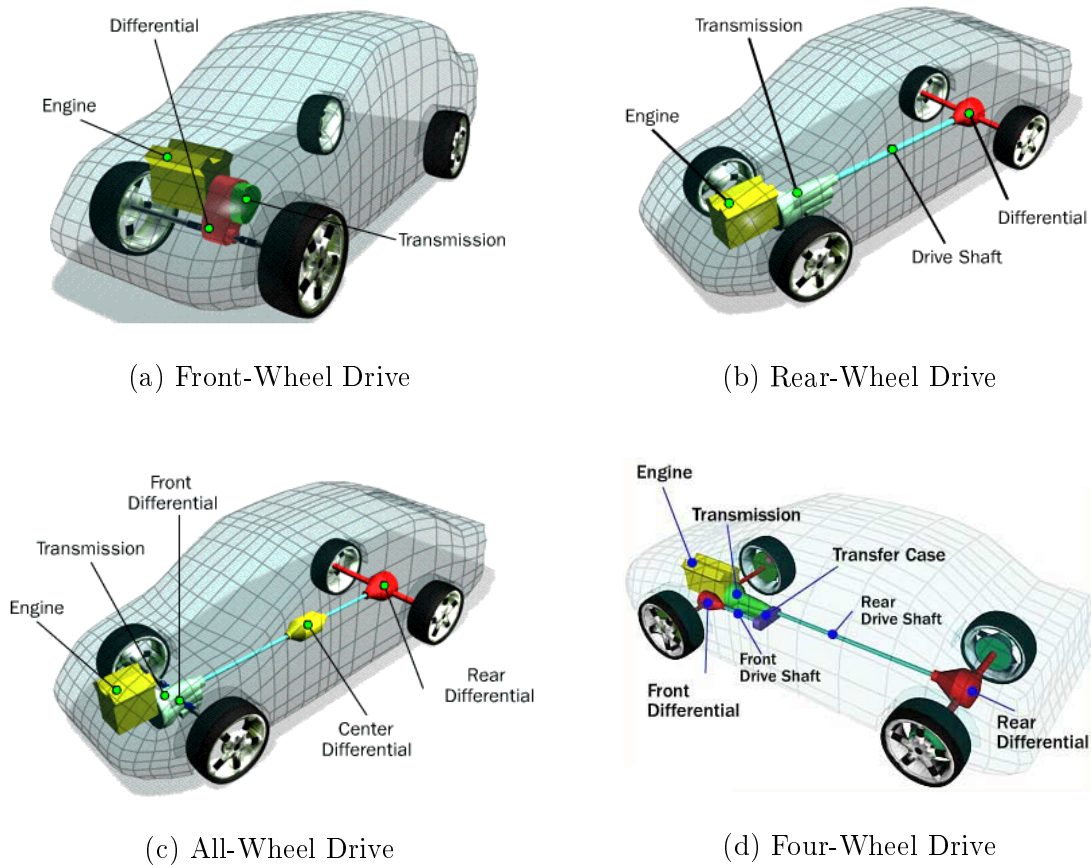 Differential
Engine
Transmission
(a) Front-Wheel Drive
Transmission
Engine
Differential
Drive Shaft
(b) Rear-Wheel Drive
Front
Differential
Transmission
Engine
Rear
Differential
Center
Differential
(c) All-Wheel Drive
Engine
Transmission
Transfer Case
Rear
Drive Shaft
Front
Drive Shaft
Front
Differential
Rear
Differential
(d) Four-Wheel Drive